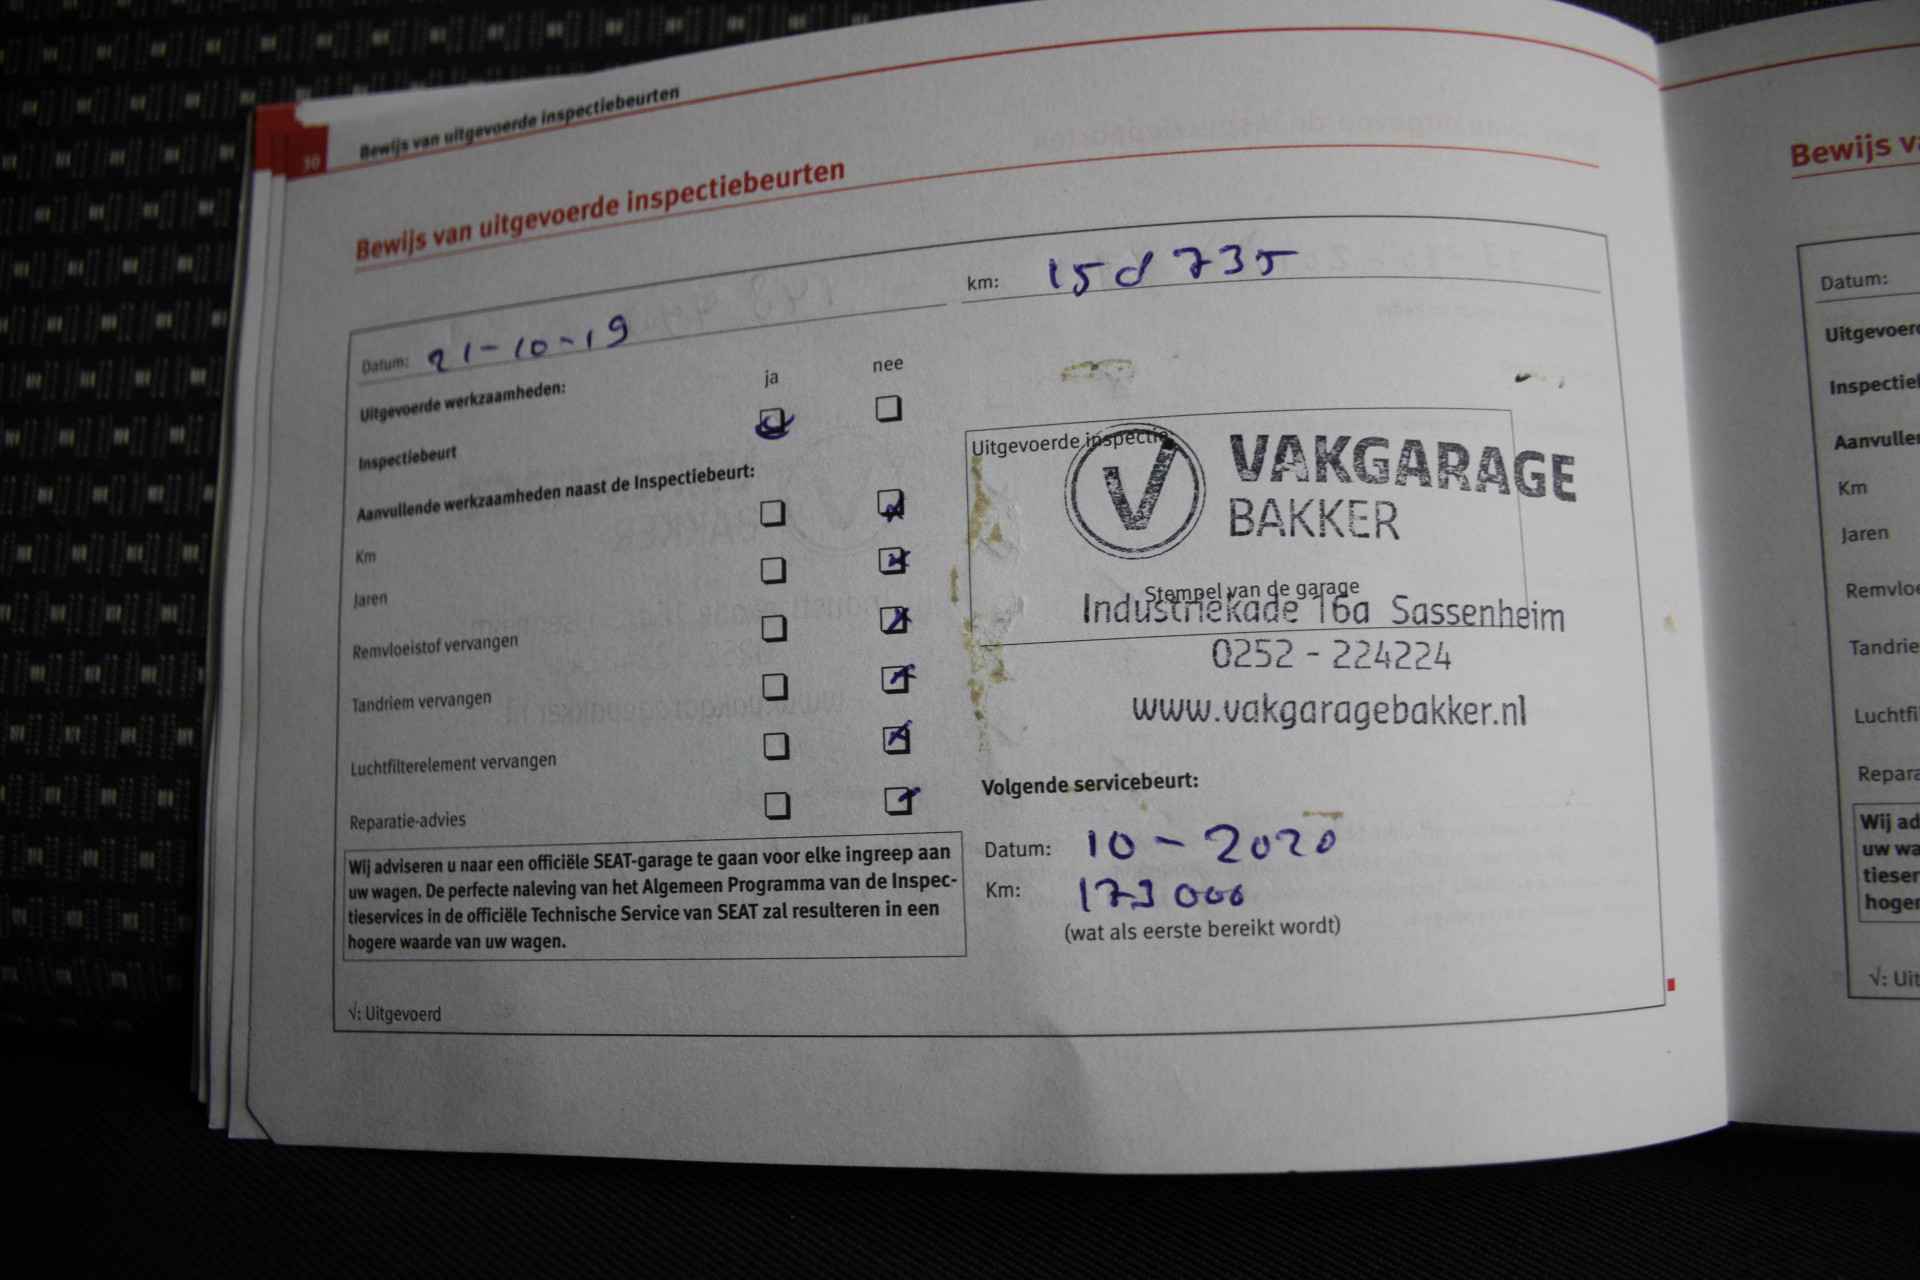 30
Bewijs van uitgevoerde inspectiebeurten
Bewijs van uitgevoerde inspectiebeurten
Datum: 21-10-19
km:
Uitgevoerde werkzaamheden:
ja nee
Inspectiebeurt
Aanvullende werkzaamheden naast de Inspectiebeurt:
Km
Jaren
Remvloeistof vervangen
Tandriem vervangen
Luchtfilterelement vervangen
Reparatie-advies
Wij adviseren u naar een officiële SEAT-garage te gaan voor elke ingreep aan
uw wagen. De perfecte naleving van het Algemeen Programma van de Inspec-
tieservices in de officiële Technische Service van SEAT zal resulteren in een
hogere waarde van uw wagen.
√: Uitgevoerd
Uitgevoerde inspectie
V VAKGARAGE
BAKKER
Stempel van de garage
Industriekade 16a Sassenheim
0252 - 224224
www.vakgaragebakker.nl
Volgende servicebeurt:
Datum: 10-2020
Km: 173000
(wat als eerste bereikt wordt)
Bewijs
Datum:
Km
Jaren
Wij
uw
√: